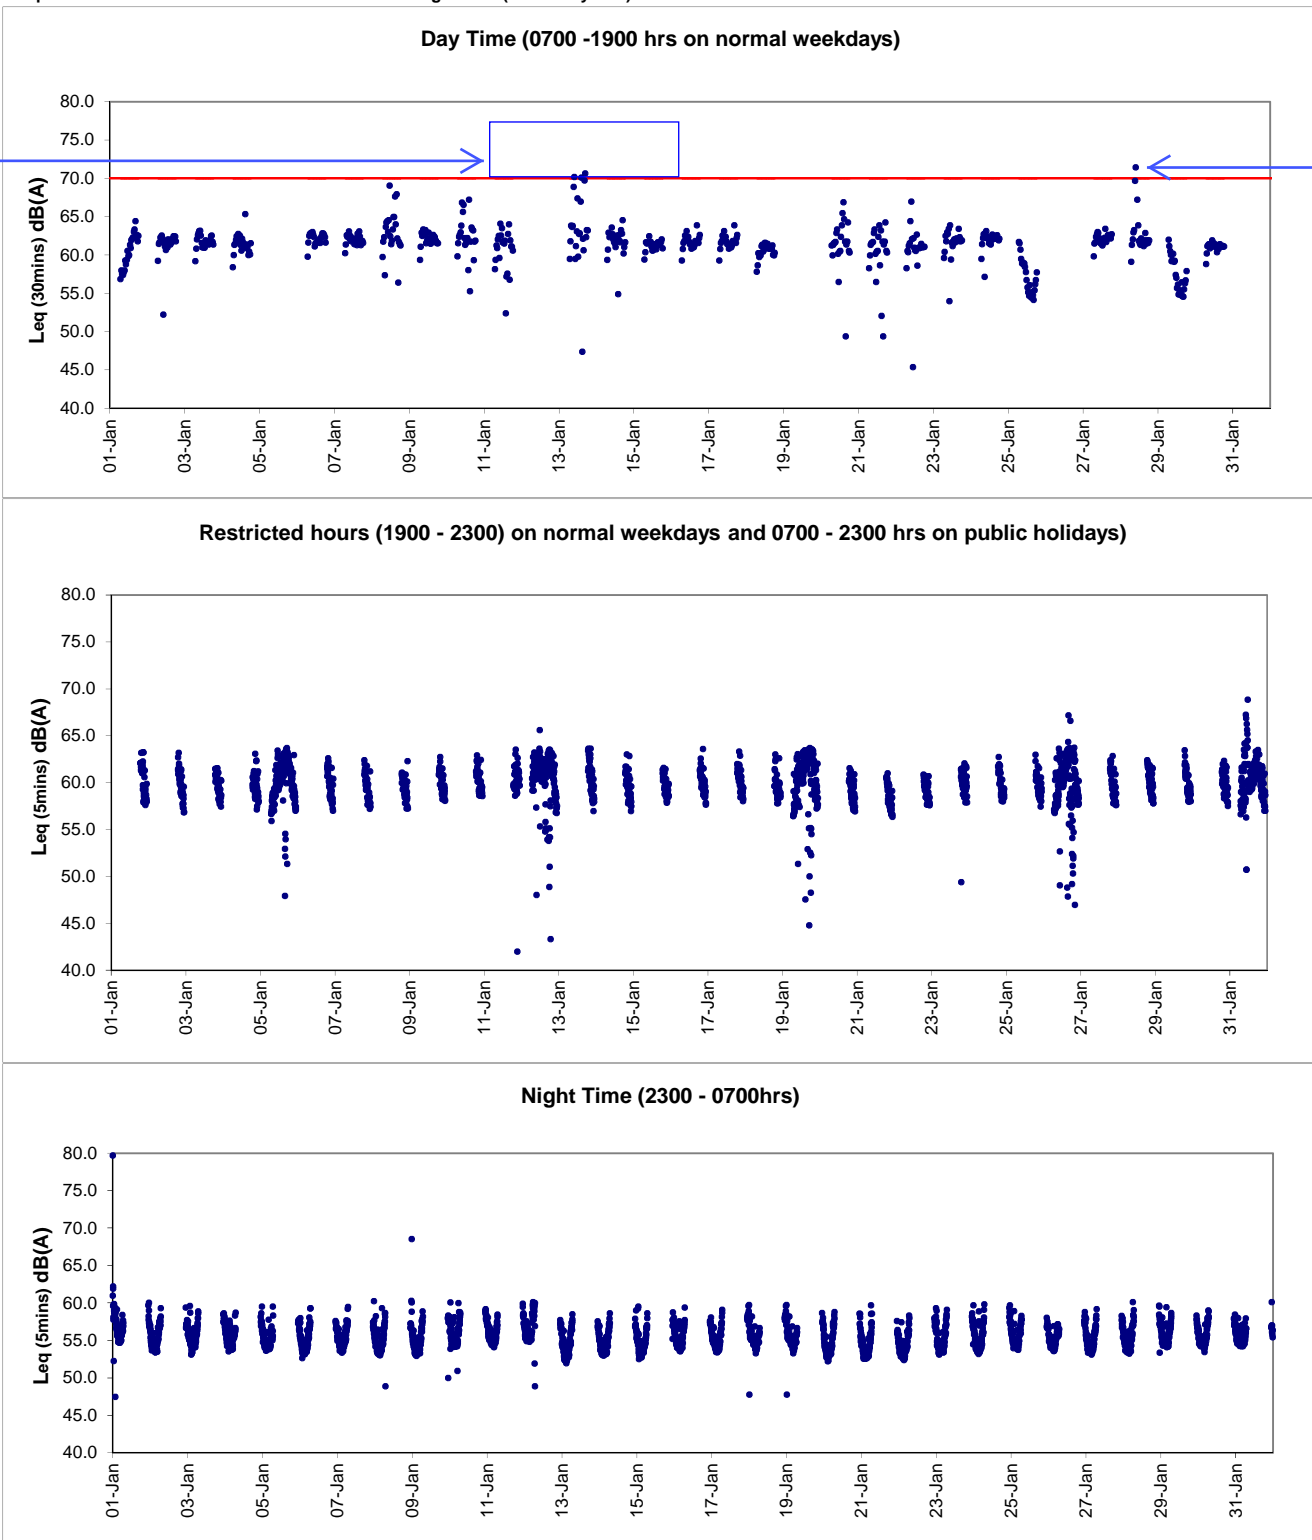 Day Time (0700 -1900 hrs on normal weekdays)
80.0
75.0
70.0
65.0
60.0
55.0
50.0
45.0
40.0
Leq (30mins) dB(A)
01-Jan
03-Jan
05-Jan
07-Jan
09-Jan
11-Jan
13-Jan
15-Jan
17-Jan
19-Jan
21-Jan
23-Jan
25-Jan
27-Jan
29-Jan
31-Jan
Restricted hours (1900 - 2300) on normal weekdays and 0700 - 2300 hrs on public holidays)
80.0
75.0
70.0
65.0
60.0
55.0
50.0
45.0
40.0
Leq (5mins) dB(A)
01-Jan
03-Jan
05-Jan
07-Jan
09-Jan
11-Jan
13-Jan
15-Jan
17-Jan
19-Jan
21-Jan
23-Jan
25-Jan
27-Jan
29-Jan
31-Jan
Night Time (2300 - 0700hrs)
80.0
75.0
70.0
65.0
60.0
55.0
50.0
45.0
40.0
Leq (5mins) dB(A)
01-Jan
03-Jan
05-Jan
07-Jan
09-Jan
11-Jan
13-Jan
15-Jan
17-Jan
19-Jan
21-Jan
23-Jan
25-Jan
27-Jan
29-Jan
31-Jan